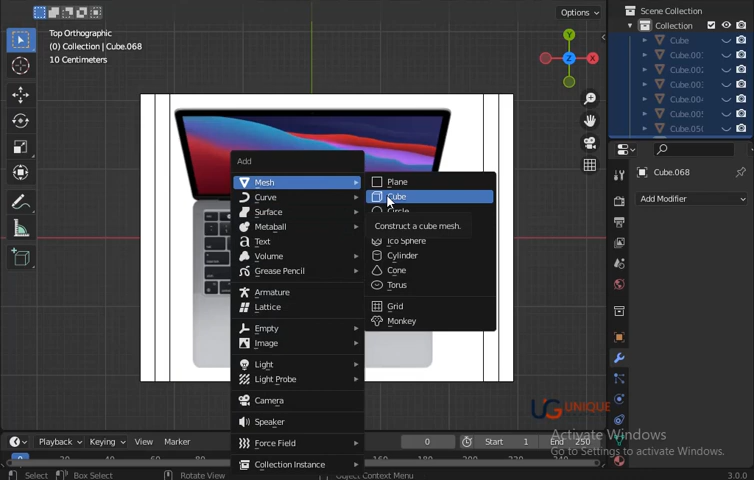 Options
Scene Collection
Top Orthographic
(0) Collection | Cube.068
10 Centimeters
Collection
Cube
Cube.00
Cube.00
Cube.00
Cube.00
Cube.00
Cube.05
Y
X
Z
Add
Mesh
Curve
Surface
Metaball
Text
Volume
Grease Pencil
Armature
Lattice
Empty
Image
Light
Light Probe
Camera
Speaker
Force Field
Collection Instance
Plane
Cube
Circle
Construct a cube mesh.
Ico Sphere
Cylinder
Cone
Torus
Grid
Monkey
Cube.068
Add Modifier
UG UNIQUE
Activate Windows
Go to Settings to activate Windows.
Playback
Keying
View
Marker
0
Start 1
End 250
Select
Box Select
Rotate View
Object Context Menu
3.0.0